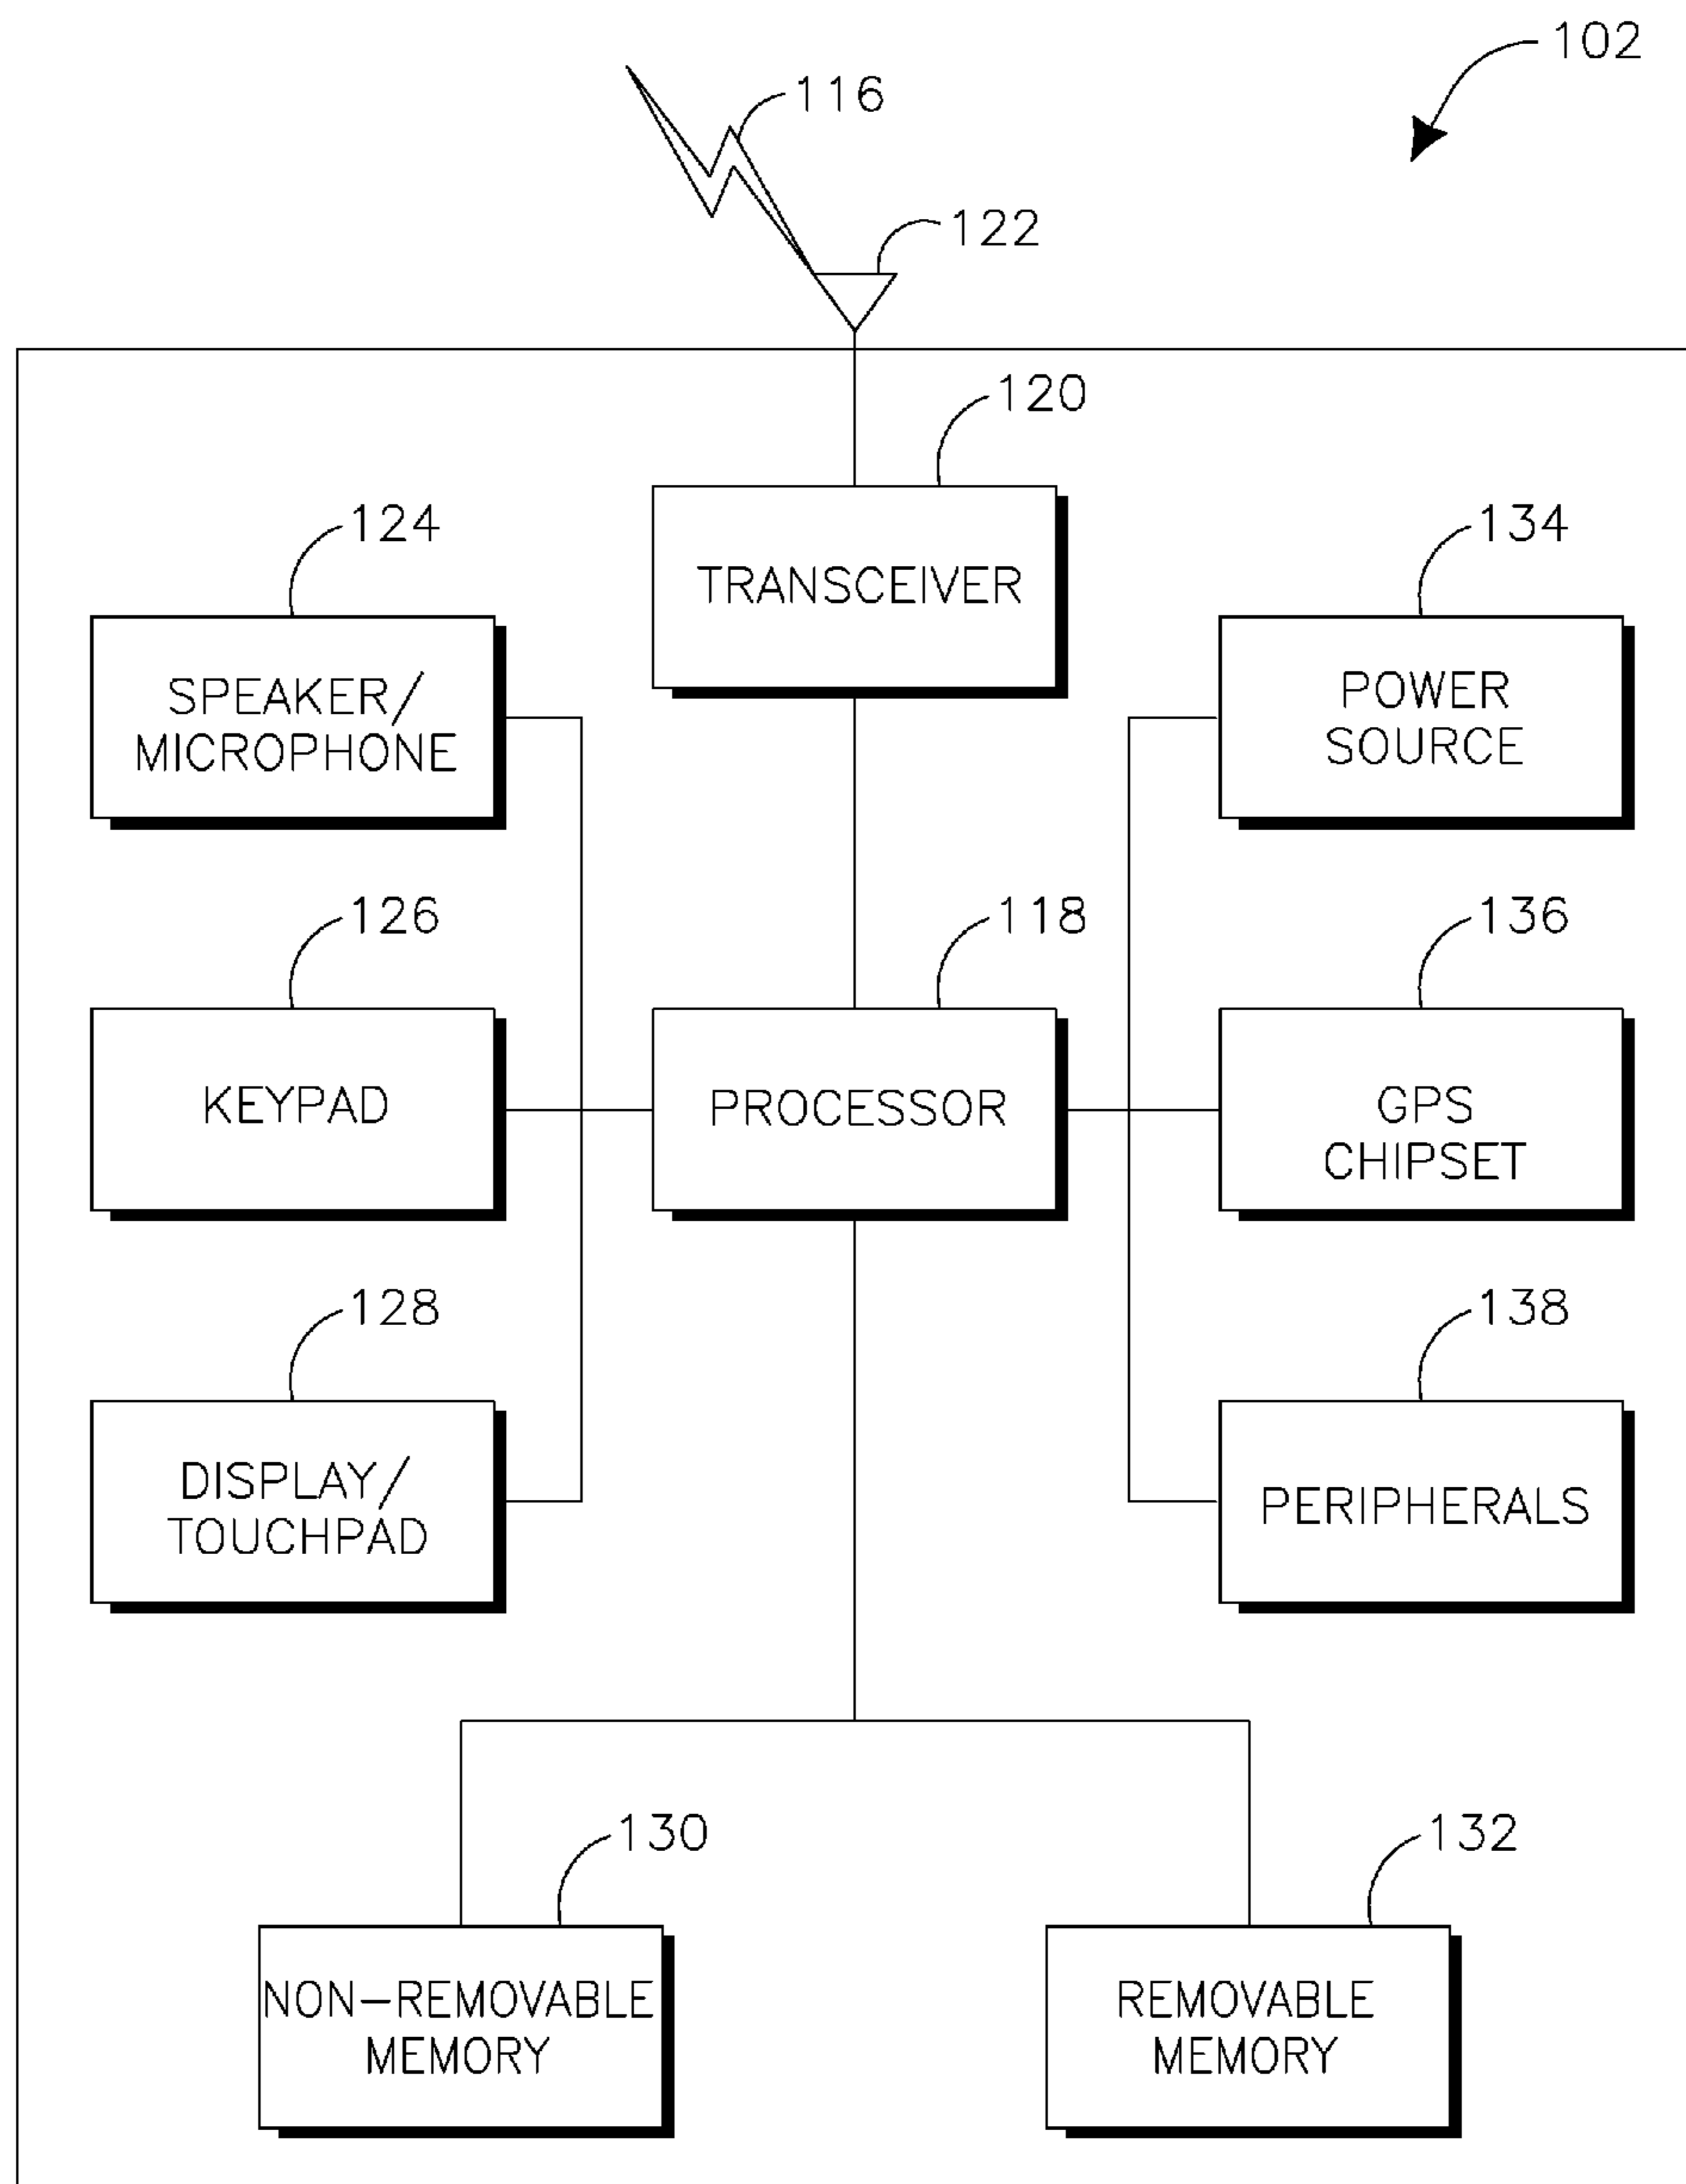 102
116
122
120
TRANSCEIVER
124
SPEAKER/
MICROPHONE
134
POWER
SOURCE
126
KEYPAD
118
PROCESSOR
136
GPS
CHIPSET
128
DISPLAY/
TOUCHPAD
138
PERIPHERALS
130
NON-REMOVABLE
MEMORY
132
REMOVABLE
MEMORY